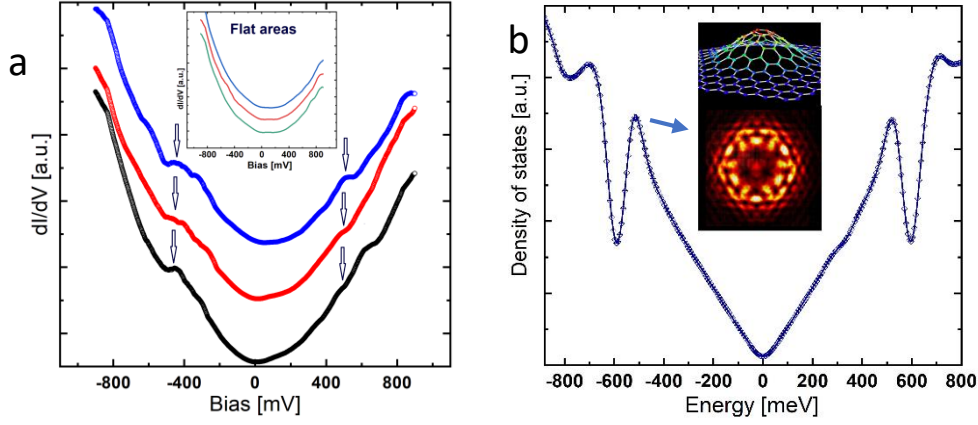 a
dI/dV [a.u.]
-800 -400 0 400 800
Bias [mV]
Flat areas
dI/dV [a.u.]
-800 -400 0 400 800
Bias [mV]
b
Density of states [a.u.]
-800 -600 -400 -200 0 200 400 600 800
Energy [meV]